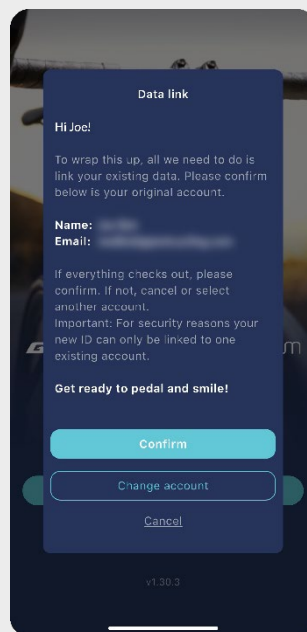 Data link
Hi Joe!
To wrap this up, all we need to do is
link your existing data. Please confirm
below is your original account.
Name:
Email:
If everything checks out, please
confirm. If not, cancel or select
another account.
Important: For security reasons your
new ID can only be linked to one
existing account.
Get ready to pedal and smile!
Confirm
Change account
Cancel
v1.30.3